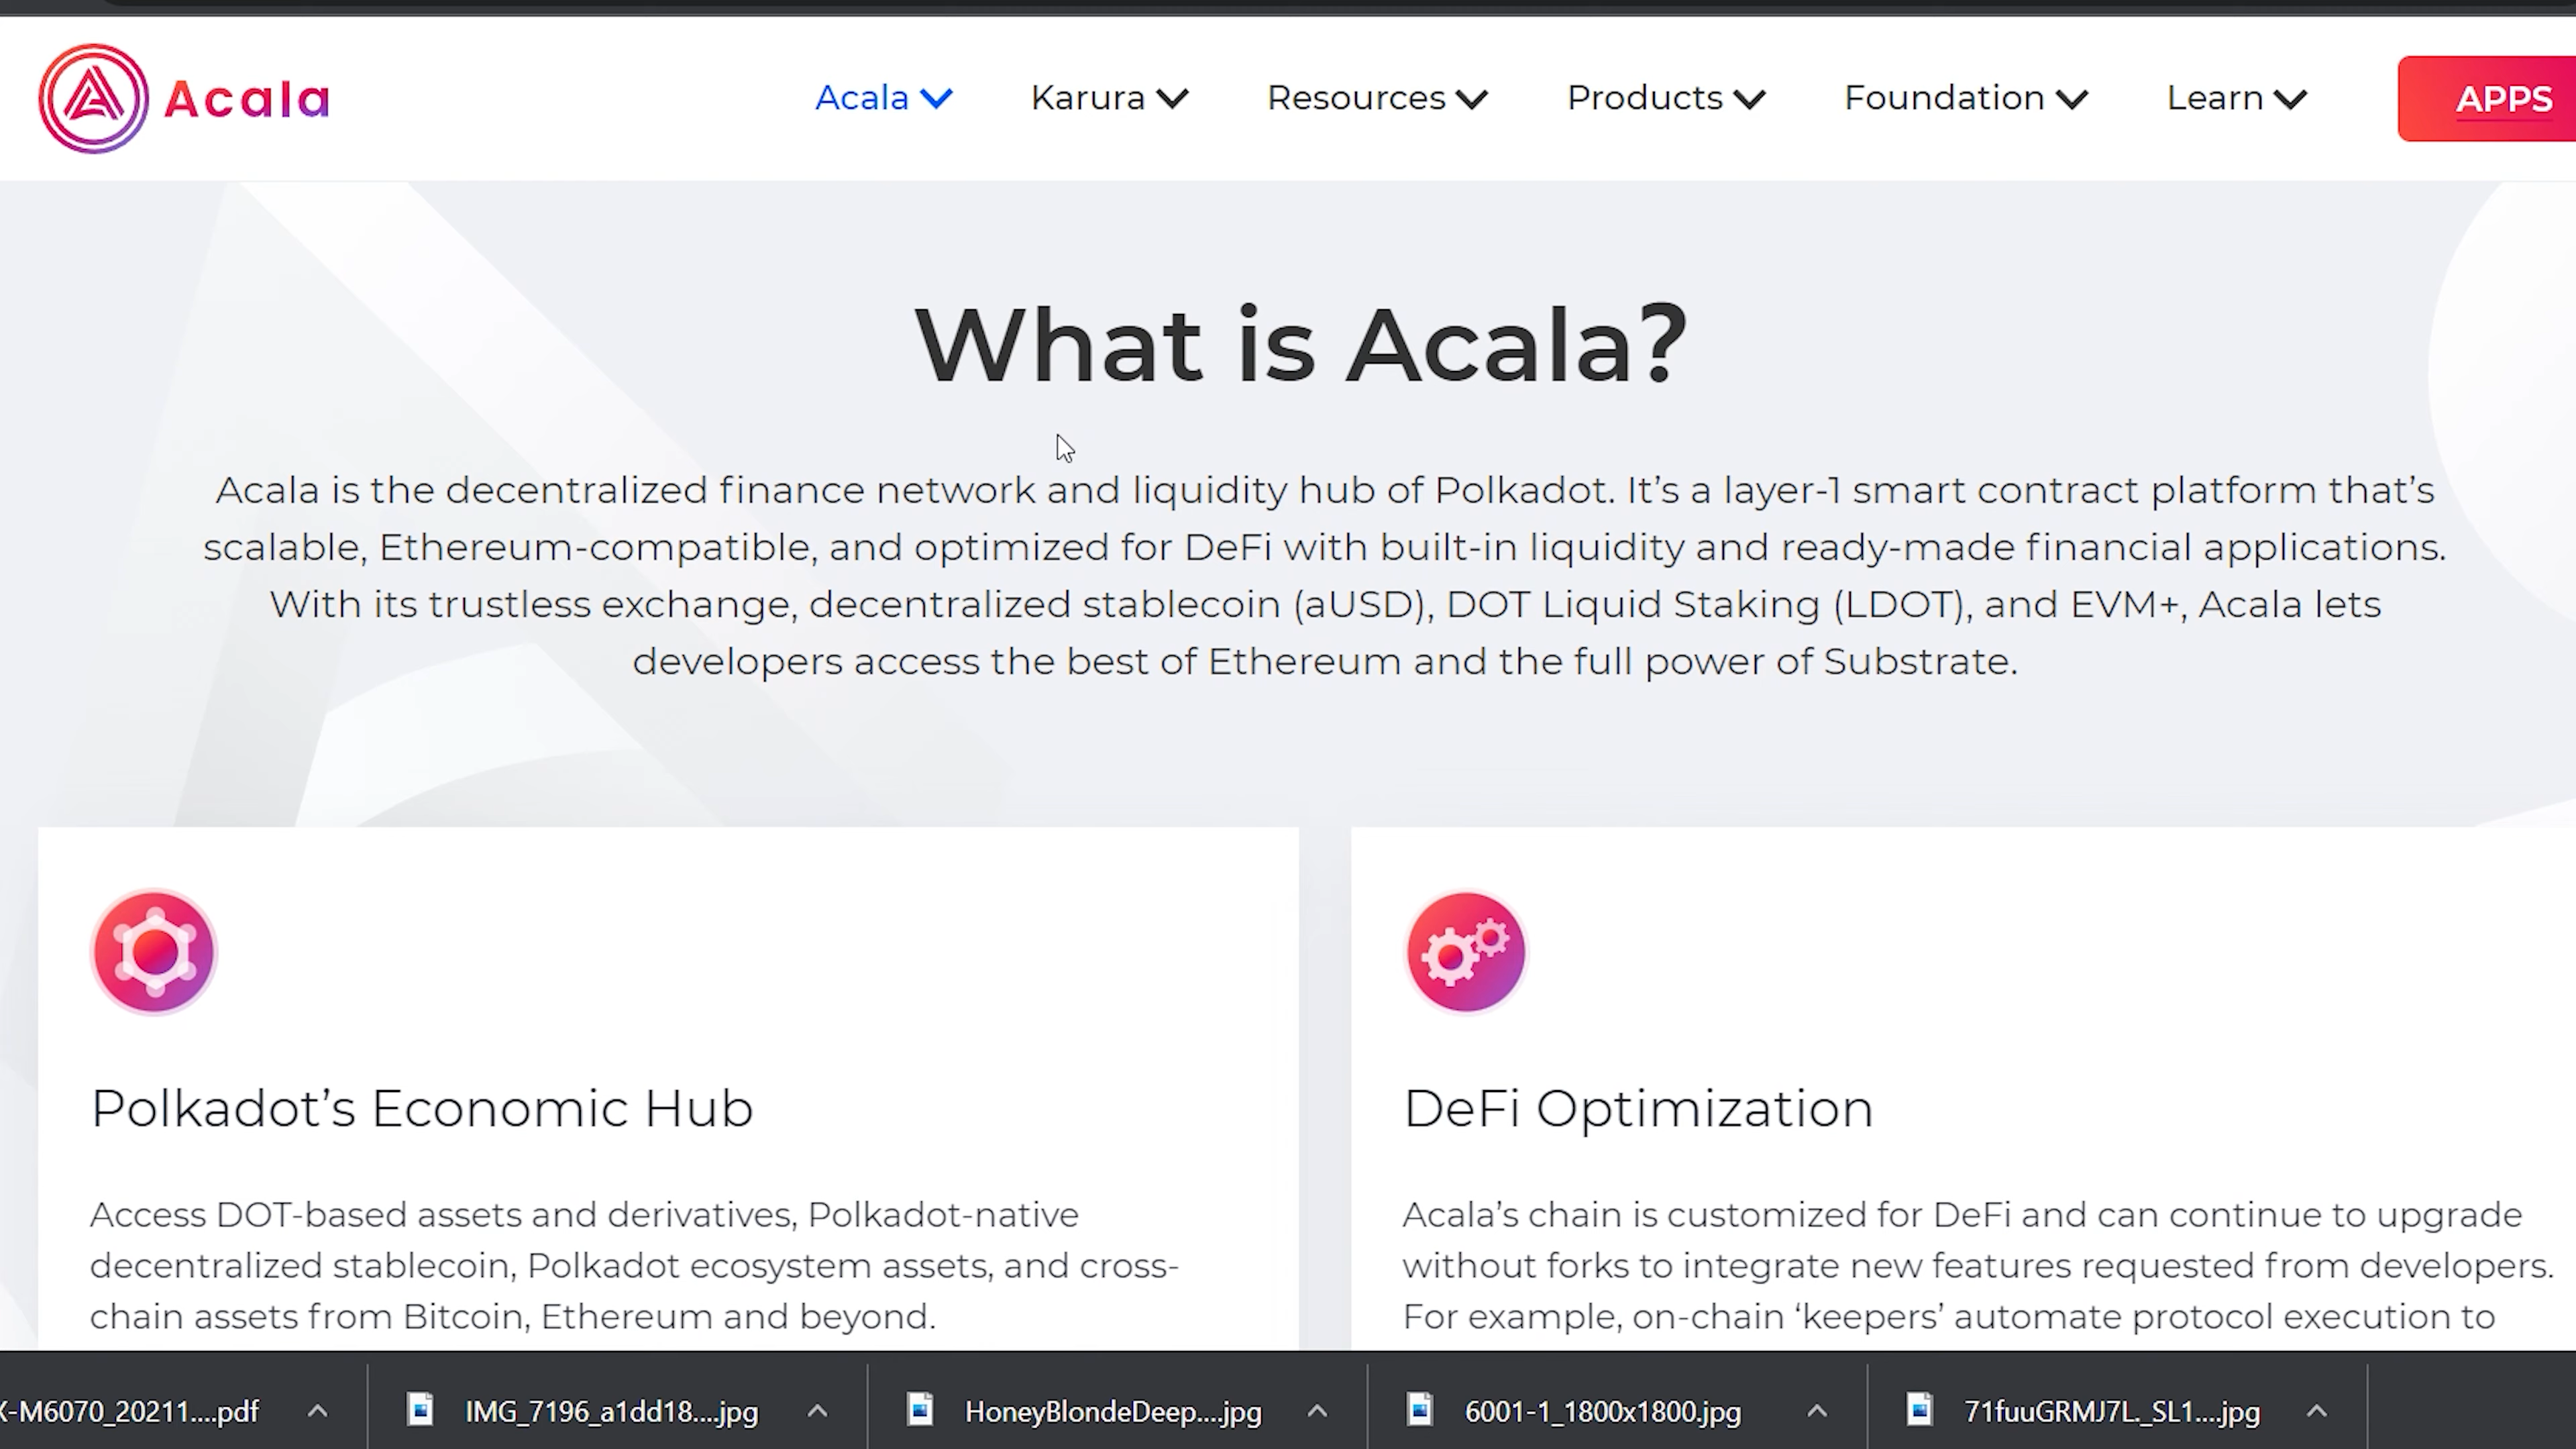 Acala
Acala
Karura
Resources
Products
Foundation
Learn
APPS
What is Acala?
Acala is the decentralized finance network and liquidity hub of Polkadot. It’s a layer-1 smart contract platform that’s
scalable, Ethereum-compatible, and optimized for DeFi with built-in liquidity and ready-made financial applications.
With its trustless exchange, decentralized stablecoin (aUSD), DOT Liquid Staking (LDOT), and EVM+, Acala lets
developers access the best of Ethereum and the full power of Substrate.
Polkadot’s Economic Hub
Access DOT-based assets and derivatives, Polkadot-native
decentralized stablecoin, Polkadot ecosystem assets, and cross-
chain assets from Bitcoin, Ethereum and beyond.
DeFi Optimization
Acala’s chain is customized for DeFi and can continue to upgrade
without forks to integrate new features requested from developers.
For example, on-chain ‘keepers’ automate protocol execution to
X-M6070_20211....pdf
IMG_7196_a1dd18....jpg
HoneyBlondeDeep....jpg
6001-1_1800x1800.jpg
71fuuGRMJ7L._SL1....jpg